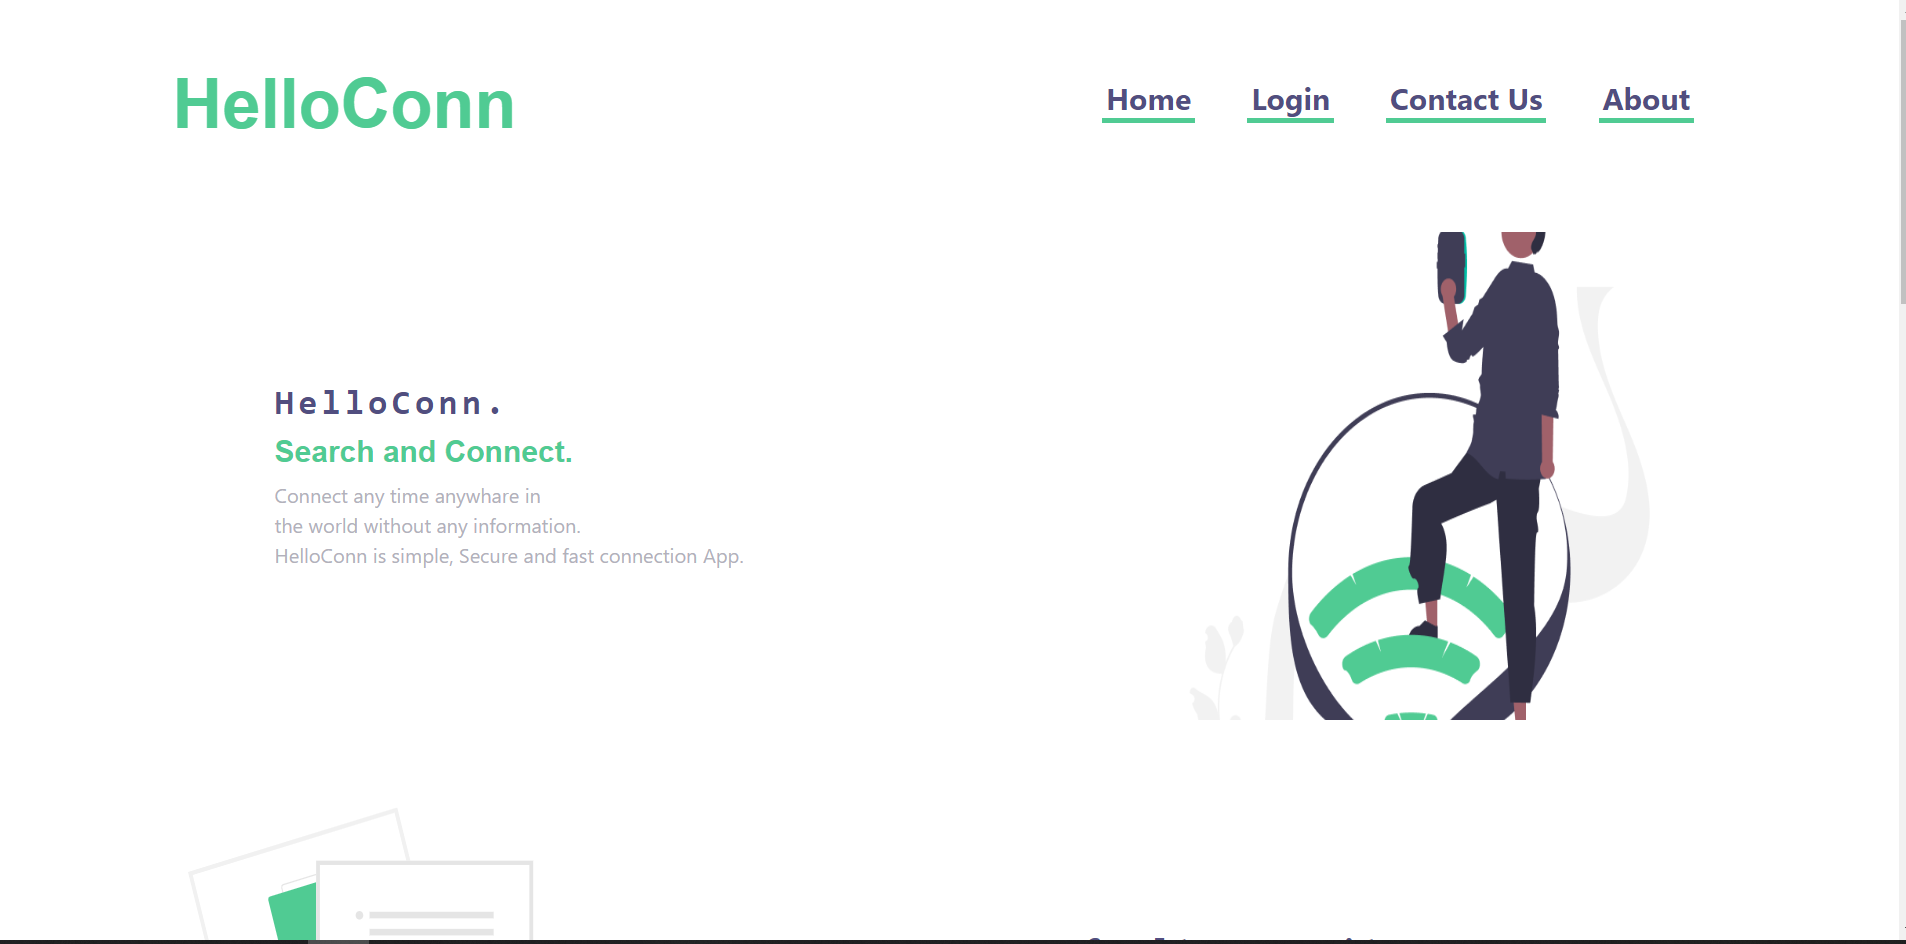 HelloConn
Home Login Contact Us About
HelloConn.
Search and Connect.
Connect any time anywhare in
the world without any information.
HelloConn is simple, Secure and fast connection App.